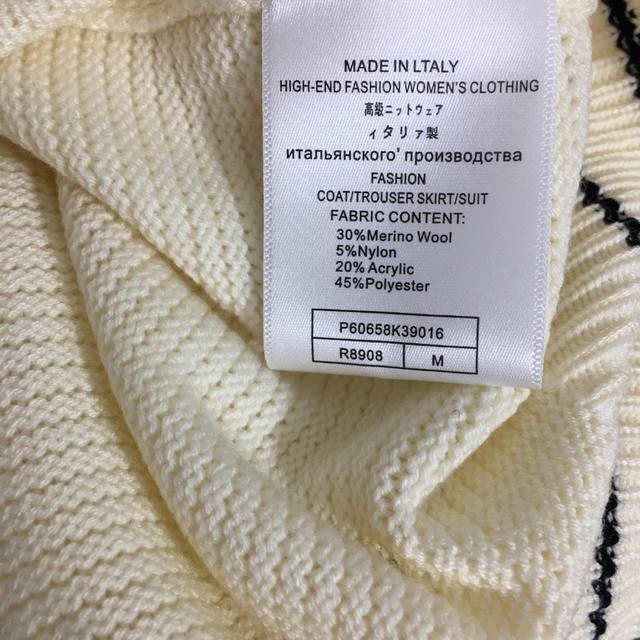 MADE IN LTALY
HIGH-END FASHION WOMEN'S CLOTHING
高級ニットウェア
ィタリァ製
итальянского' производства
FASHION
COAT/TROUSER SKIRT/SUIT
FABRIC CONTENT:
30%Merino Wool
5%Nylon
20%Acrylic
45%Polyester
P60658K39016
R8908 M